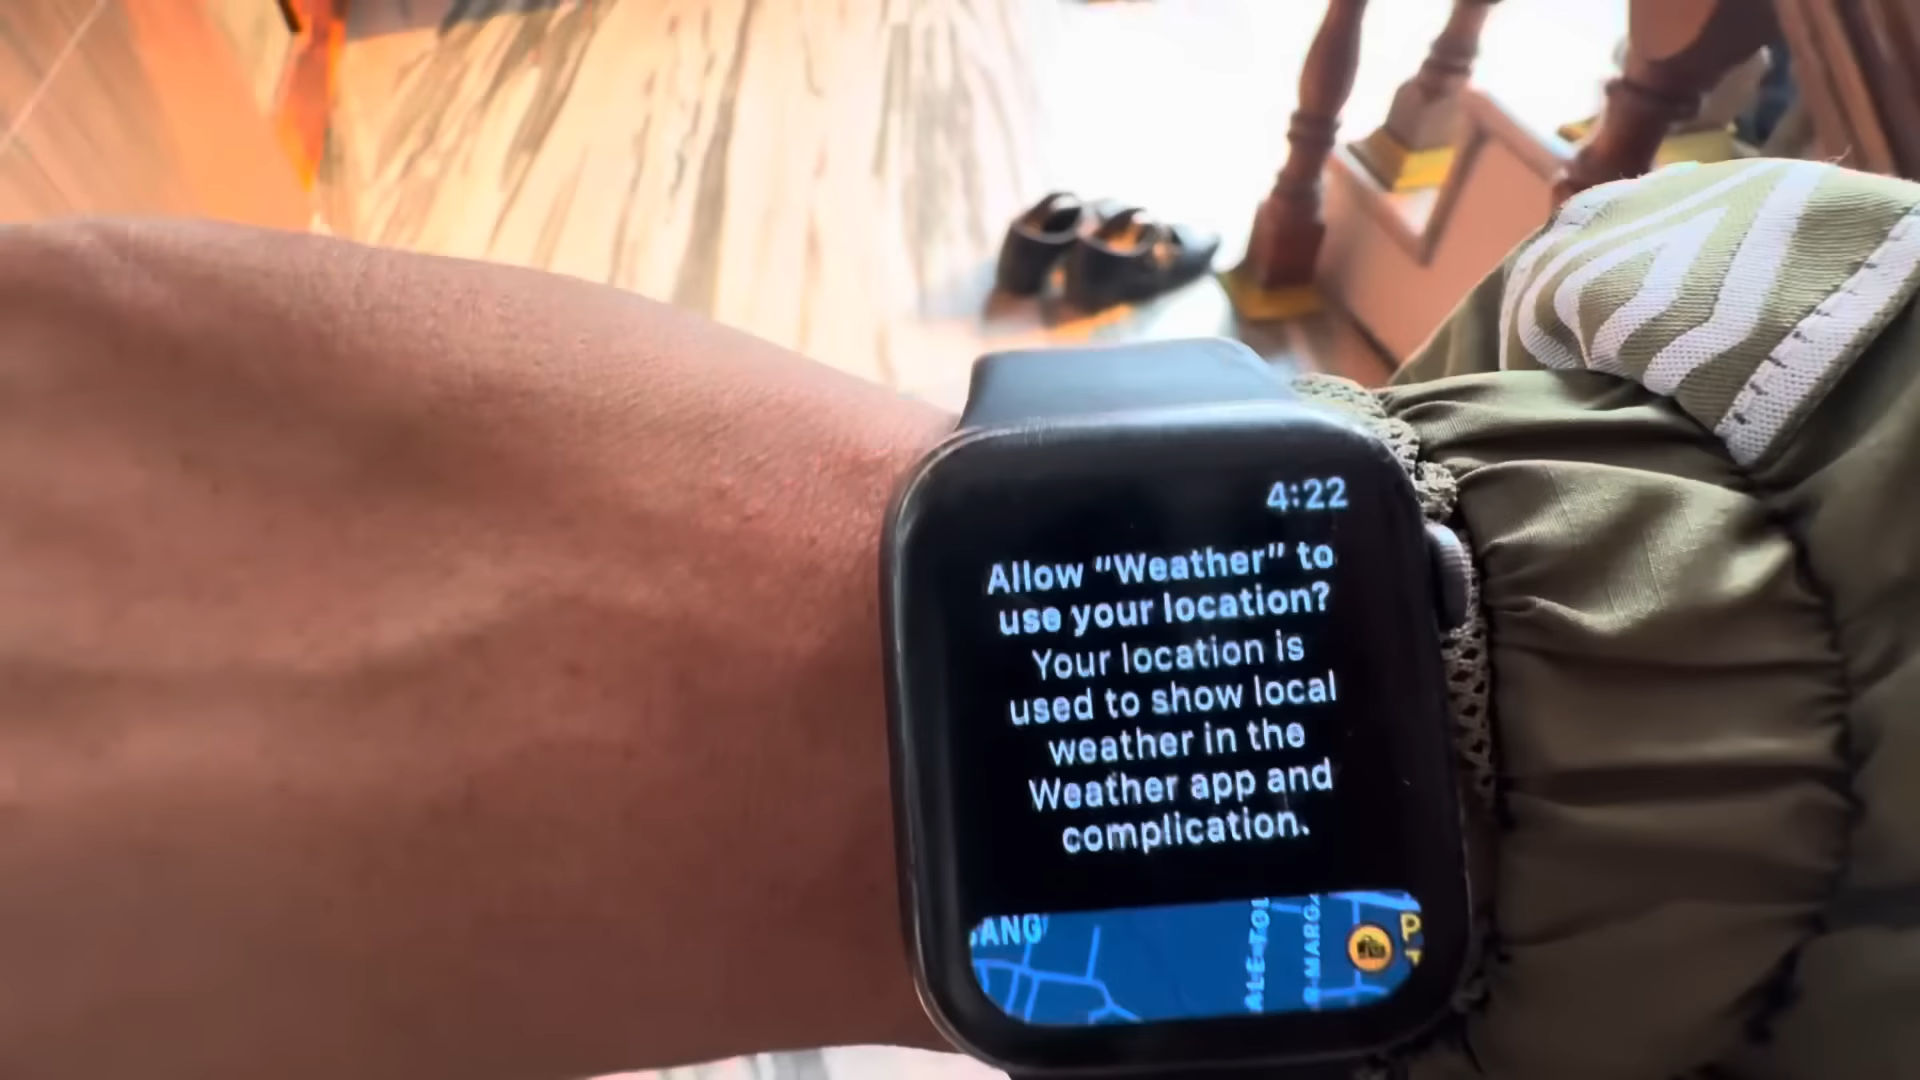 4:22
Allow “Weather” to
use your location?
Your location is
used to show local
weather in the
Weather app and
complication.